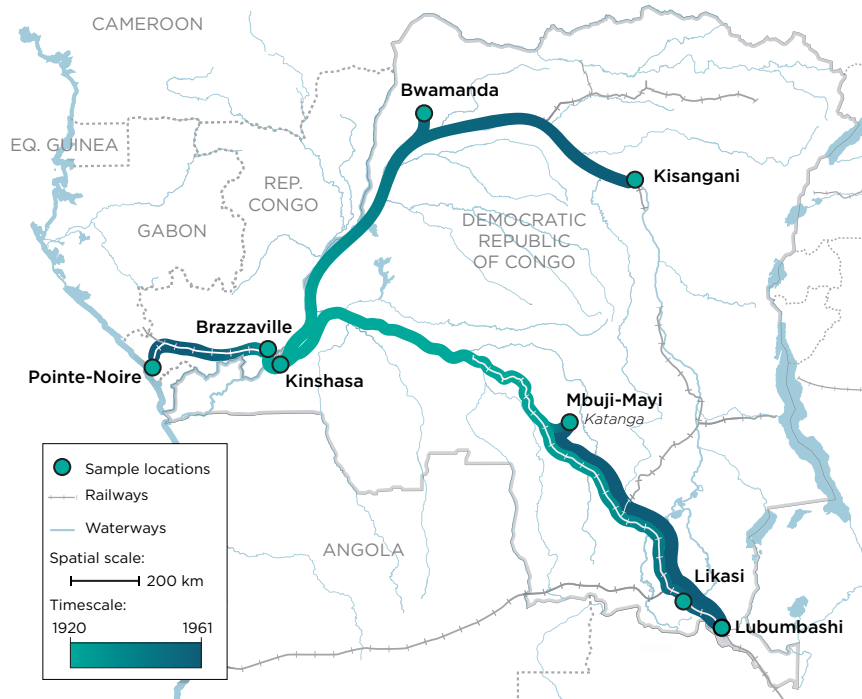 CAMEROON
Bwamanda
EQ. GUINEA
Kisangani
REP.
CONGO
GABON
DEMOCRATIC
REPUBLIC
OF CONGO
Brazzaville
Pointe-Noire
Kinshasa
Mbuji-Mayi
Katanga
Sample locations
Railways
Waterways
Spatial scale:
200 km
Timescale:
1920 1961
ANGOLA
Likasi
Lubumbashi